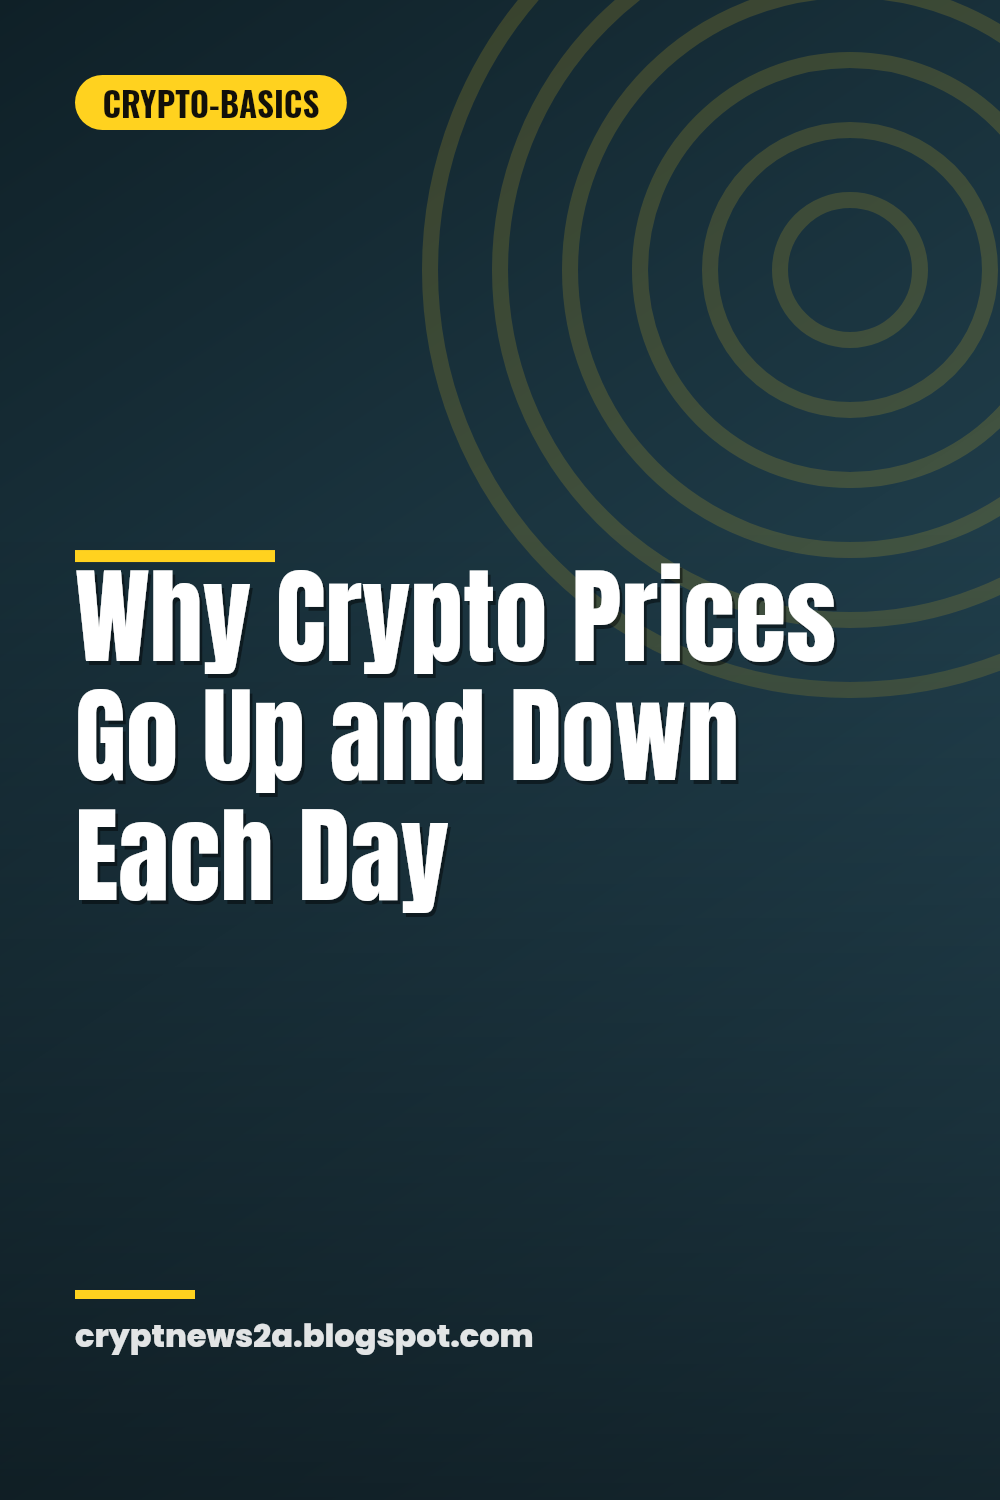 CRYPTO-BASICS
Why Crypto Prices
Go Up and Down
Each Day
cryptnews2a.blogspot.com